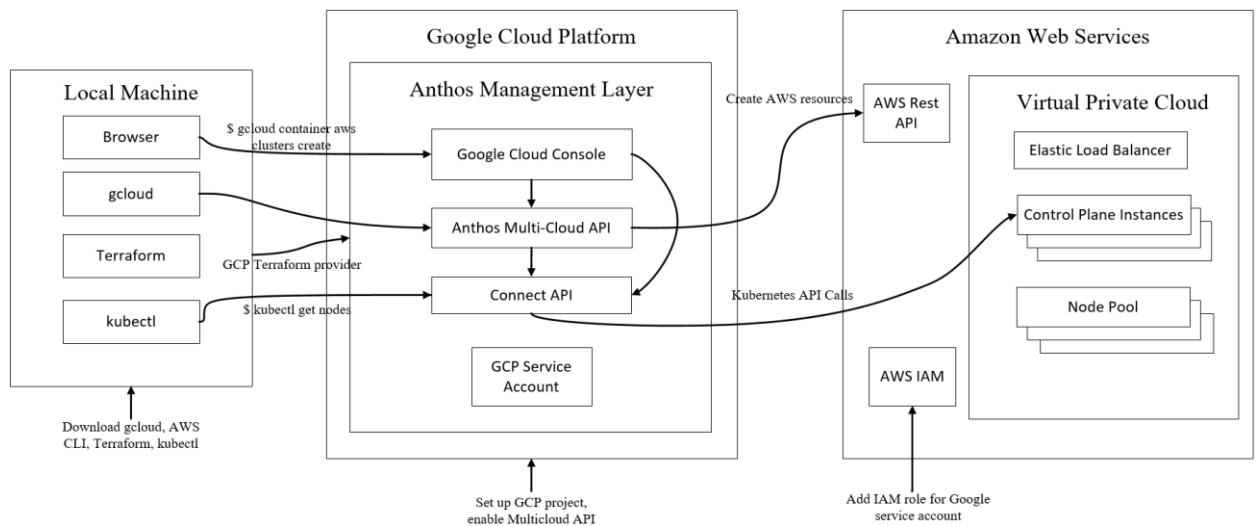 Local Machine
Browser
gcloud
Terraform
kubectl
Download gcloud, AWS
CLI, Terraform, kubectl
$ gcloud container aws
clusters create
GCP Terraform provider
$ kubectl get nodes
Google Cloud Platform
Anthos Management Layer
Google Cloud Console
Anthos Multi-Cloud API
Connect API
GCP Service
Account
Set up GCP project,
enable Multicloud API
Create AWS resources
Kubernetes API Calls
Amazon Web Services
AWS Rest
API
AWS IAM
Add IAM role for Google
service account
Virtual Private Cloud
Elastic Load Balancer
Control Plane Instances
Node Pool